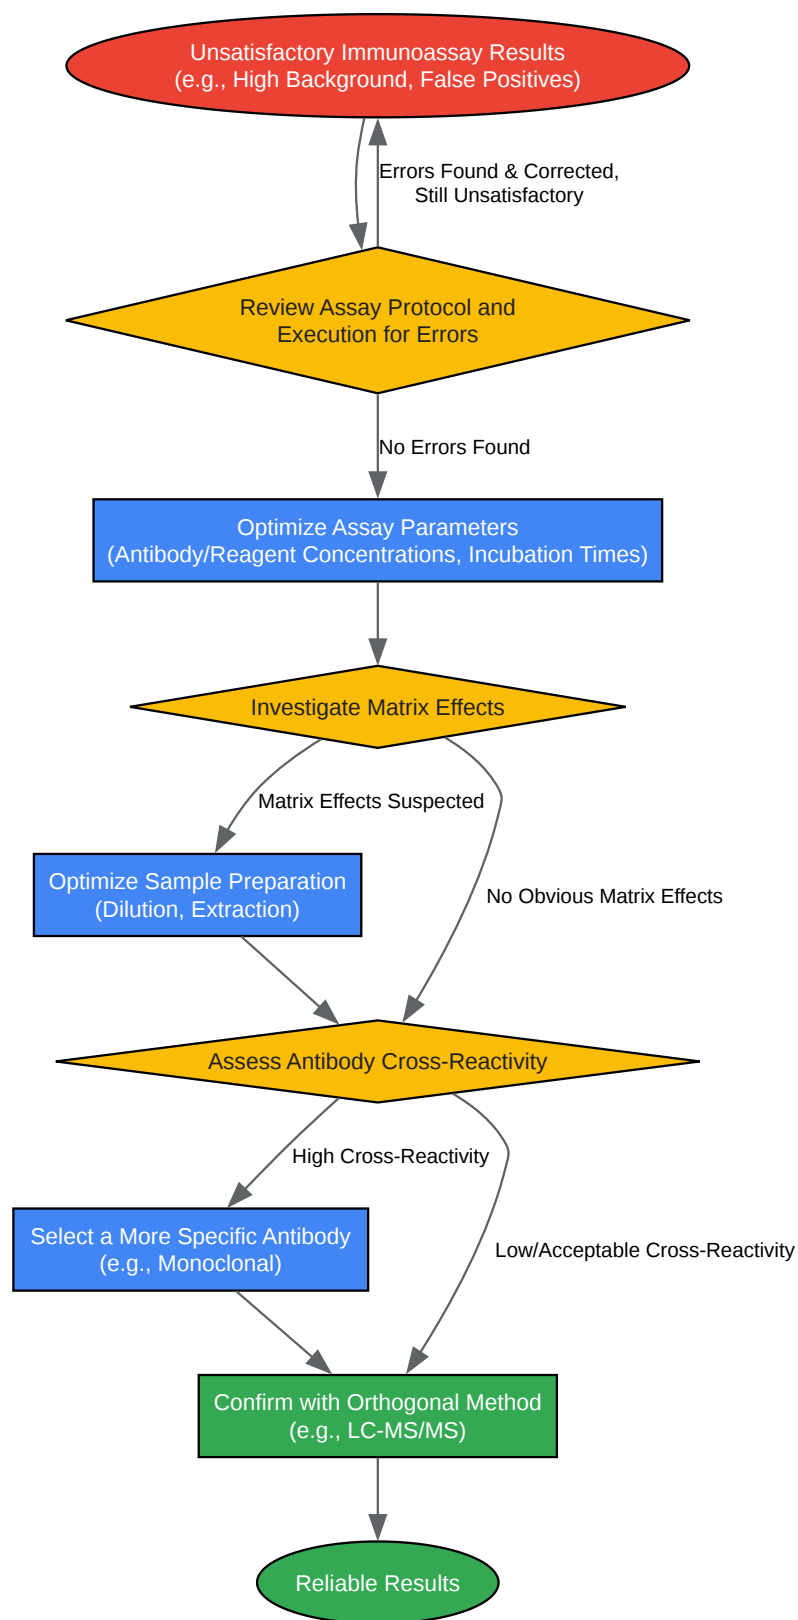 Unsatisfactory Immunoassay Results
(e.g., High Background, False Positives)
Errors Found & Corrected,
Still Unsatisfactory
Review Assay Protocol and
Execution for Errors
No Errors Found
Optimize Assay Parameters
(Antibody/Reagent Concentrations, Incubation Times)
Investigate Matrix Effects
Matrix Effects Suspected
Optimize Sample Preparation
(Dilution, Extraction)
No Obvious Matrix Effects
Assess Antibody Cross-Reactivity
High Cross-Reactivity
Select a More Specific Antibody
(e.g., Monoclonal)
Low/Acceptable Cross-Reactivity
Confirm with Orthogonal Method
(e.g., LC-MS/MS)
Reliable Results